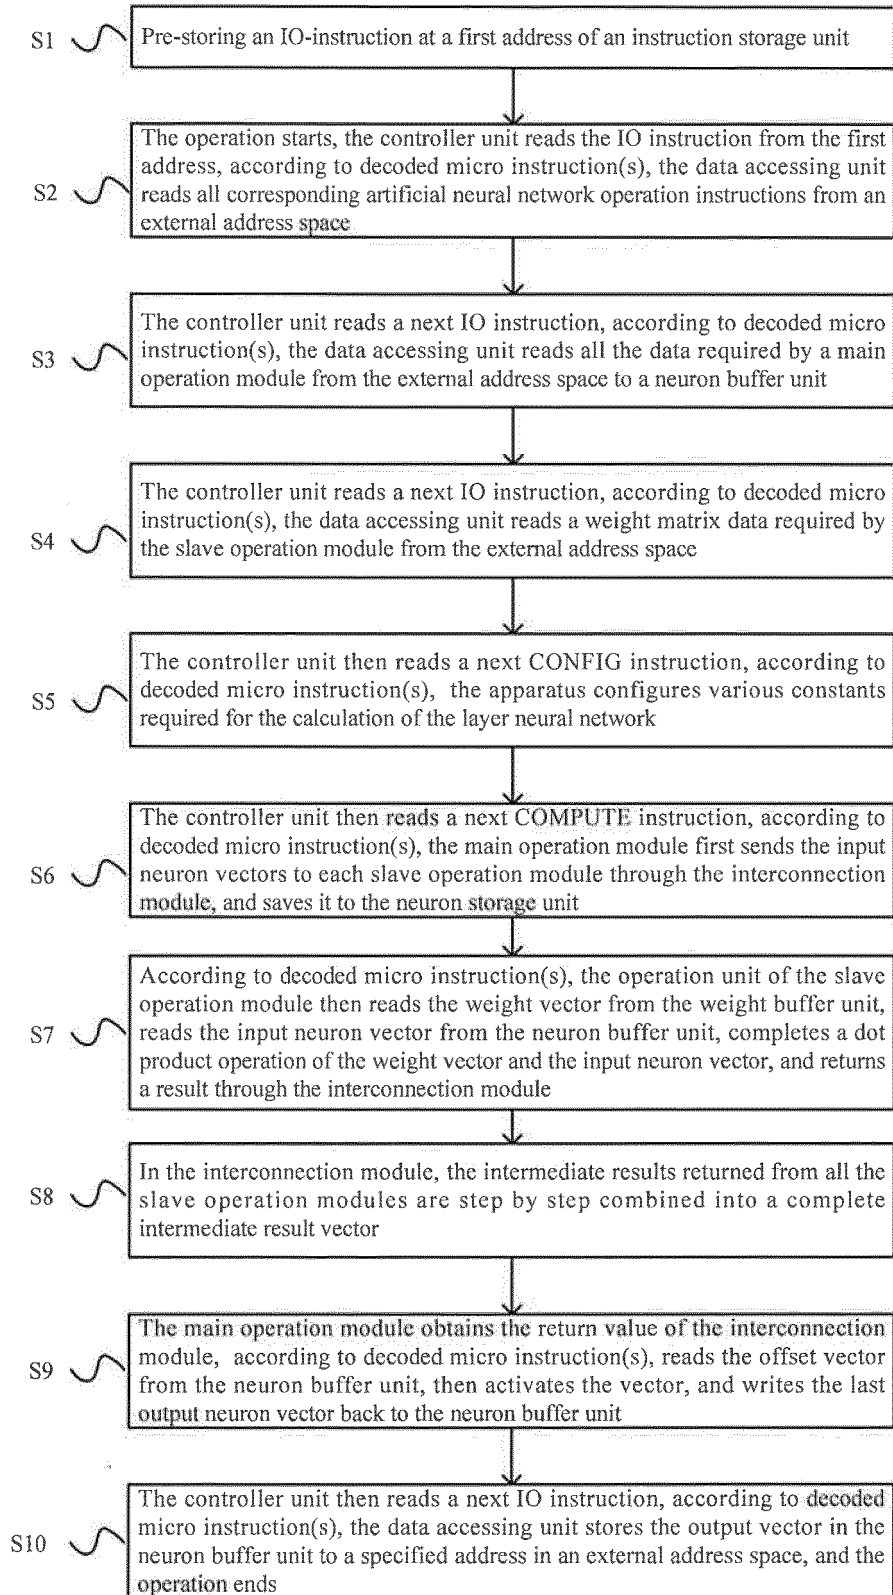 S1
Pre-storing an IO-instruction at a first address of an instruction storage unit
S2
The operation starts, the controller unit reads the IO instruction from the first
address, according to decoded micro instruction(s), the data accessing unit
reads all corresponding artificial neural network operation instructions from an
external address space
S3
The controller unit reads a next IO instruction, according to decoded micro
instruction(s), the data accessing unit reads all the data required by a main
operation module from the external address space to a neuron buffer unit
S4
The controller unit reads a next IO instruction, according to decoded micro
instruction(s), the data accessing unit reads a weight matrix data required by
the slave operation module from the external address space
S5
The controller unit then reads a next CONFIG instruction, according to
decoded micro instruction(s), the apparatus configures various constants
required for the calculation of the layer neural network
S6
The controller unit then reads a next COMPUTE instruction, according to
decoded micro instruction(s), the main operation module first sends the input
neuron vectors to each slave operation module through the interconnection
module, and saves it to the neuron storage unit
S7
According to decoded micro instruction(s), the operation unit of the slave
operation module then reads the weight vector from the weight buffer unit,
reads the input neuron vector from the neuron buffer unit, completes a dot
product operation of the weight vector and the input neuron vector, and returns
a result through the interconnection module
S8
In the interconnection module, the intermediate results returned from all the
slave operation modules are step by step combined into a complete
intermediate result vector
S9
The main operation module obtains the return value of the interconnection
module, according to decoded micro instruction(s), reads the offset vector
from the neuron buffer unit, then activates the vector, and writes the last
output neuron vector back to the neuron buffer unit
S10
The controller unit then reads a next IO instruction, according to decoded
micro instruction(s), the data accessing unit stores the output vector in the
neuron buffer unit to a specified address in an external address space, and the
operation ends